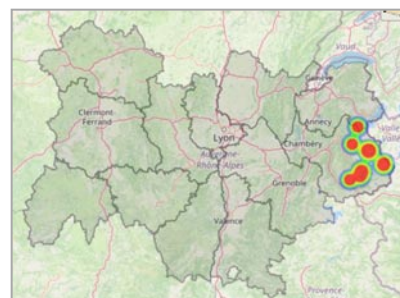 Vaud
Genève
Annecy
Clermont-
Ferrand
Lyon
Auvergne-
Rhône-Alpes
Chambéry
Grenoble
Valence
Provence